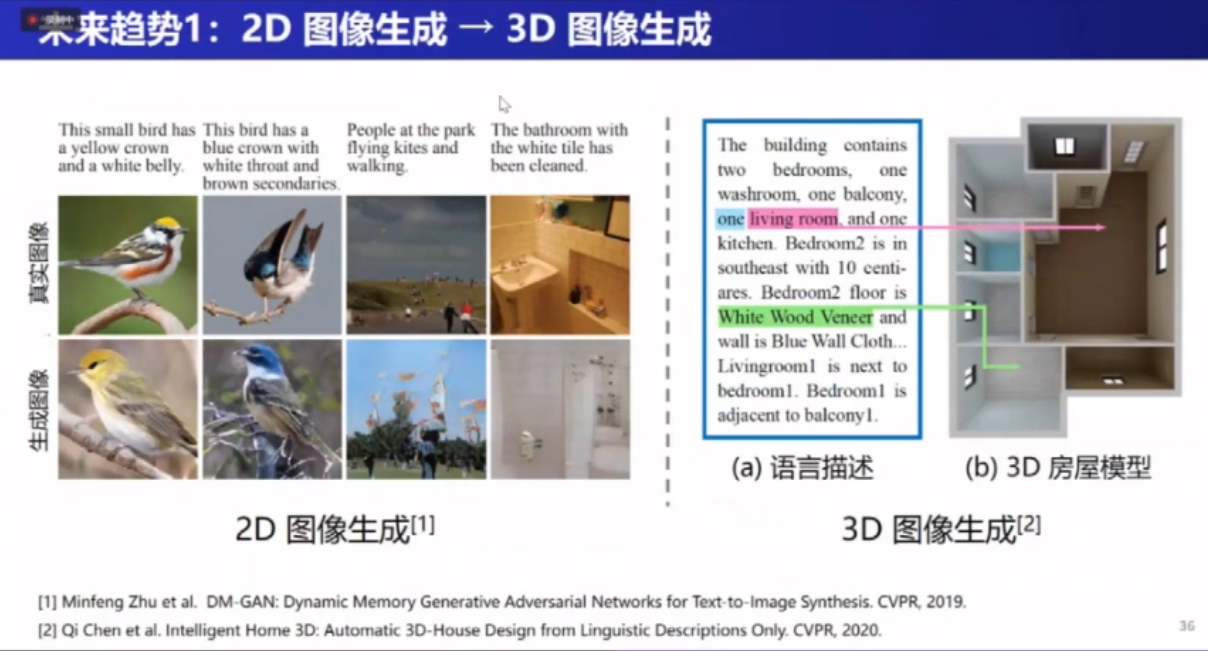 录制中
未来趋势1：2D 图像生成 → 3D 图像生成
This small bird has
a yellow crown
and a white belly.
This bird has a
blue crown with
white throat and
brown secondaries.
People at the park
flying kites and
walking.
The bathroom with
the white tile has
been cleaned.
真实图像
生成图像
2D 图像生成[1]
The building contains
two bedrooms, one
washroom, one balcony,
one living room, and one
kitchen. Bedroom2 is in
southeast with 10 centi-
ares. Bedroom2 floor is
White Wood Veneer and
wall is Blue Wall Cloth...
Livingroom1 is next to
bedroom1. Bedroom1 is
adjacent to balcony1.
(a) 语言描述
(b) 3D 房屋模型
3D 图像生成[2]
[1] Minfeng Zhu et al. DM-GAN: Dynamic Memory Generative Adversarial Networks for Text-to-Image Synthesis. CVPR, 2019.
[2] Qi Chen et al. Intelligent Home 3D: Automatic 3D-House Design from Linguistic Descriptions Only. CVPR, 2020.
36